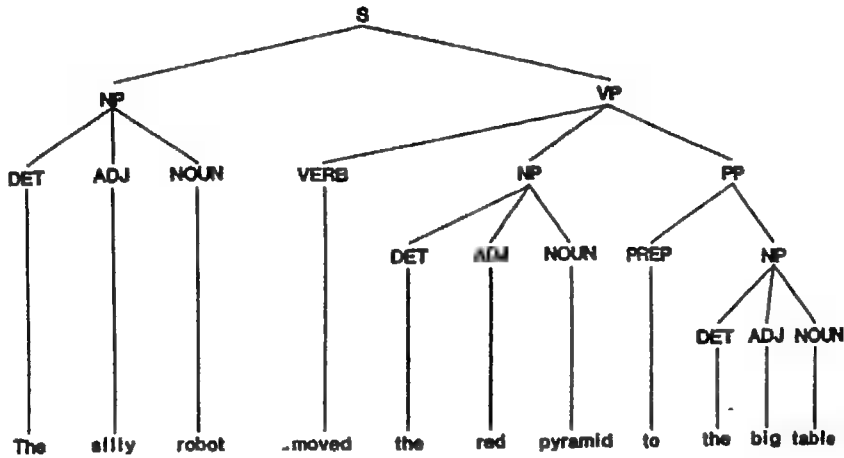 S
NP VP
DET ADJ NOUN VERB NP PP
DET ADJ NOUN PREP NP
DET ADJ NOUN
The silly robot moved the red pyramid to the big table